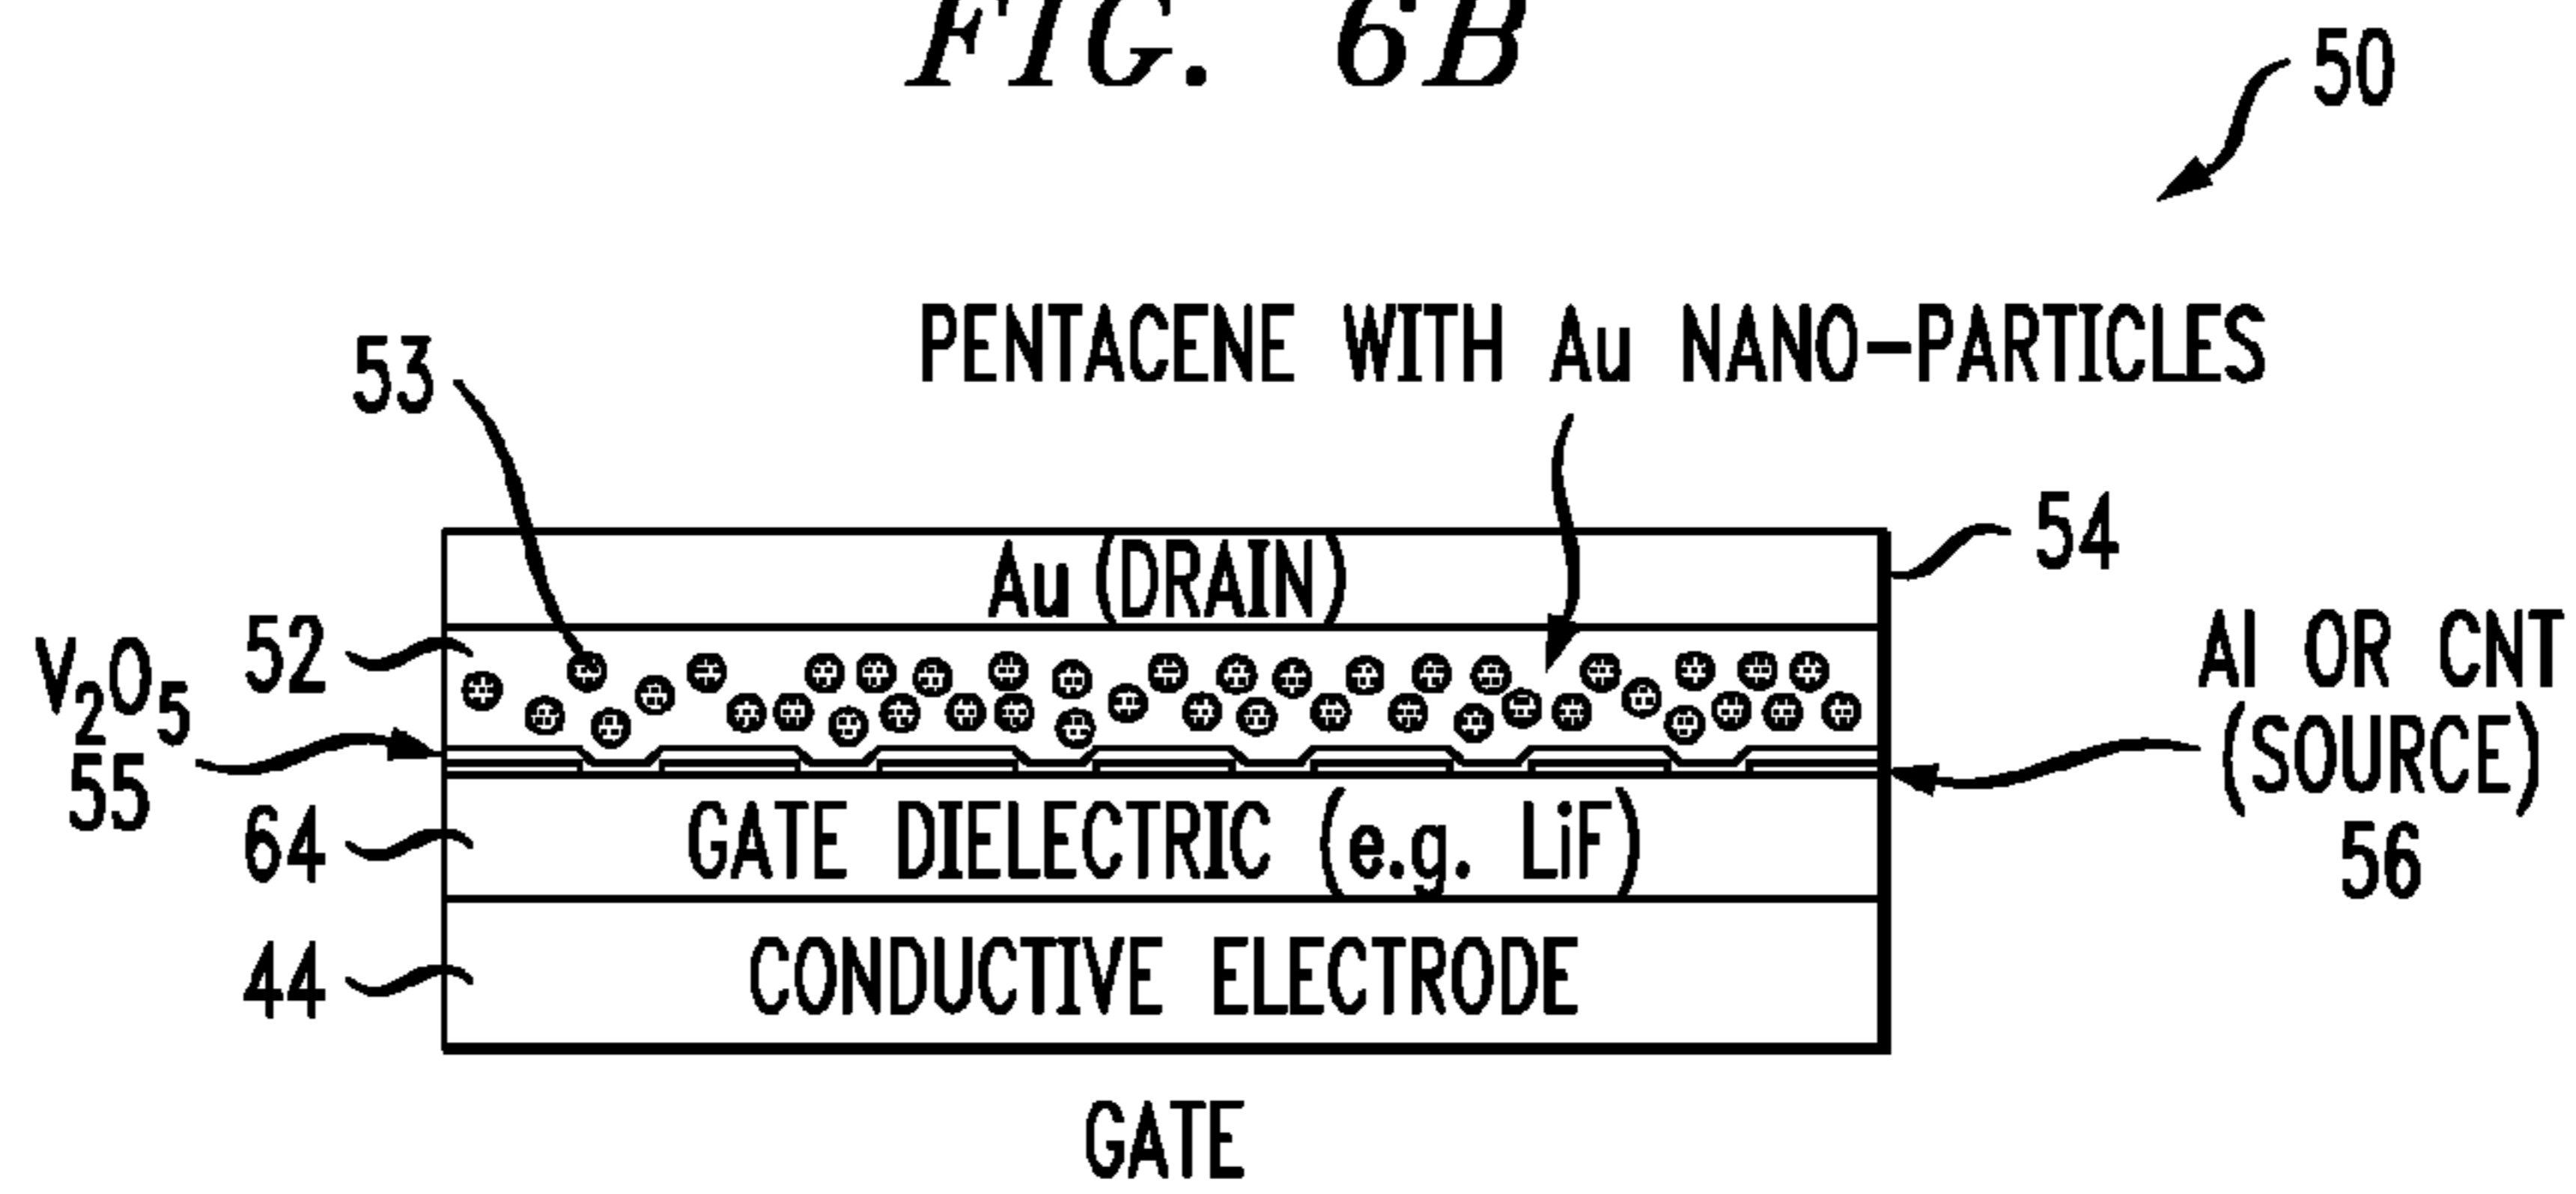 FIG. 6B
50
PENTACENE WITH Au NANO-PARTICLES
53
54
Au (DRAIN)
52
V₂O₅
55
Al OR CNT
(SOURCE)
56
64
GATE DIELECTRIC (e.g. LiF)
44
CONDUCTIVE ELECTRODE
GATE